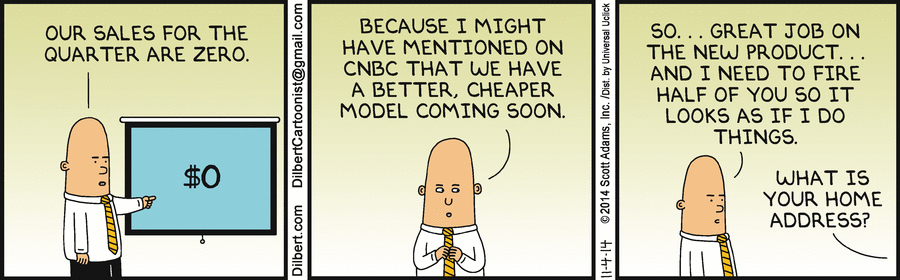 OUR SALES FOR THE
QUARTER ARE ZERO.
$0
DilbertCartoonist@gmail.com
Dilbert.com
BECAUSE I MIGHT
HAVE MENTIONED ON
CNBC THAT WE HAVE
A BETTER, CHEAPER
MODEL COMING SOON.
11-4-14 © 2014 Scott Adams, Inc. /Dist. by Universal Uclick
SO. . . GREAT JOB ON
THE NEW PRODUCT. . .
AND I NEED TO FIRE
HALF OF YOU SO IT
LOOKS AS IF I DO
THINGS.
WHAT IS
YOUR HOME
ADDRESS?